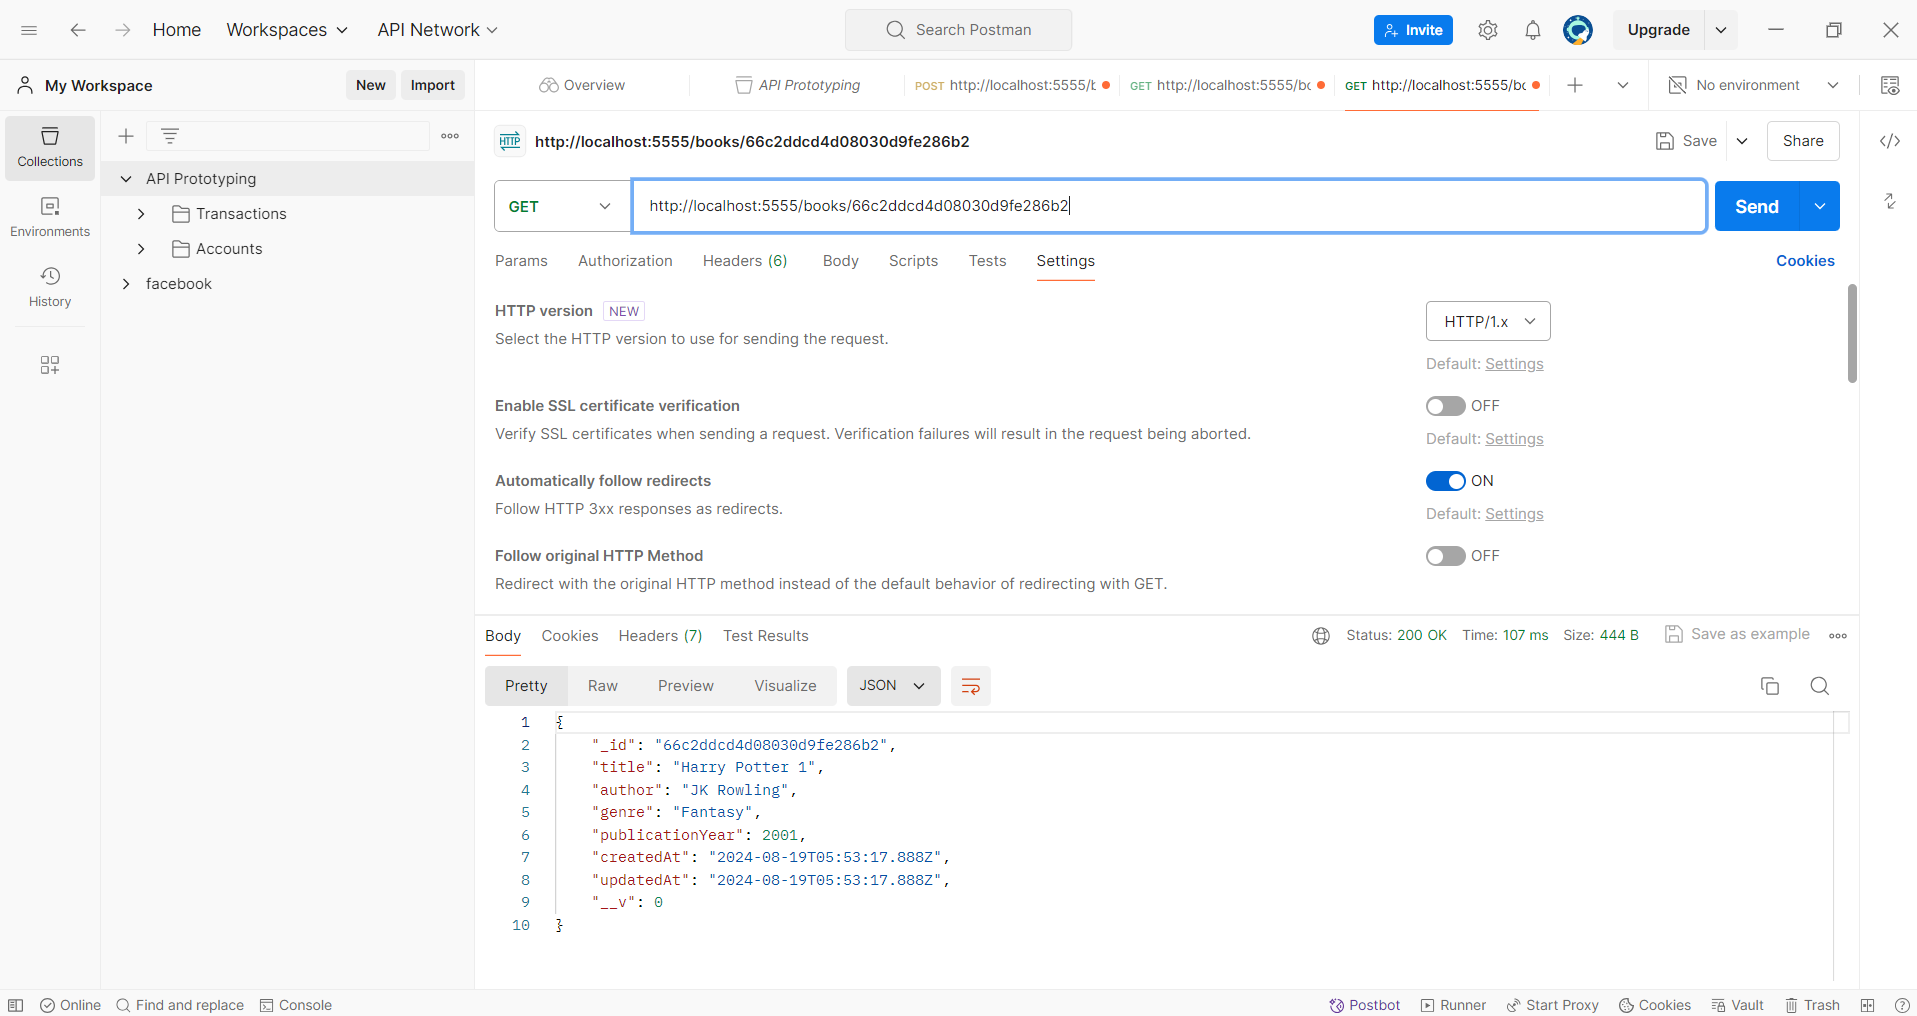 Home Workspaces API Network Search Postman Invite Upgrade
My Workspace New Import
Overview API Prototyping POST http://localhost:5555/b GET http://localhost:5555/bo GET http://localhost:5555/bo No environment
Collections
Environments
History
API Prototyping
Transactions
Accounts
facebook
HTTP http://localhost:5555/books/66c2ddcd4d08030d9fe286b2 Save Share
GET http://localhost:5555/books/66c2ddcd4d08030d9fe286b2 Send
Params Authorization Headers (6) Body Scripts Tests Settings Cookies
HTTP version NEW HTTP/1.x
Select the HTTP version to use for sending the request.
Default: Settings
Enable SSL certificate verification OFF
Verify SSL certificates when sending a request. Verification failures will result in the request being aborted.
Default: Settings
Automatically follow redirects ON
Follow HTTP 3xx responses as redirects.
Default: Settings
Follow original HTTP Method OFF
Redirect with the original HTTP method instead of the default behavior of redirecting with GET.
Body Cookies Headers (7) Test Results Status: 200 OK Time: 107 ms Size: 444 B Save as example
Pretty Raw Preview Visualize JSON
1 {
2 "_id": "66c2ddcd4d08030d9fe286b2",
3 "title": "Harry Potter 1",
4 "author": "JK Rowling",
5 "genre": "Fantasy",
6 "publicationYear": 2001,
7 "createdAt": "2024-08-19T05:53:17.888Z",
8 "updatedAt": "2024-08-19T05:53:17.888Z",
9 "__v": 0
10 }
Online Find and replace Console Postbot Runner Start Proxy Cookies Vault Trash